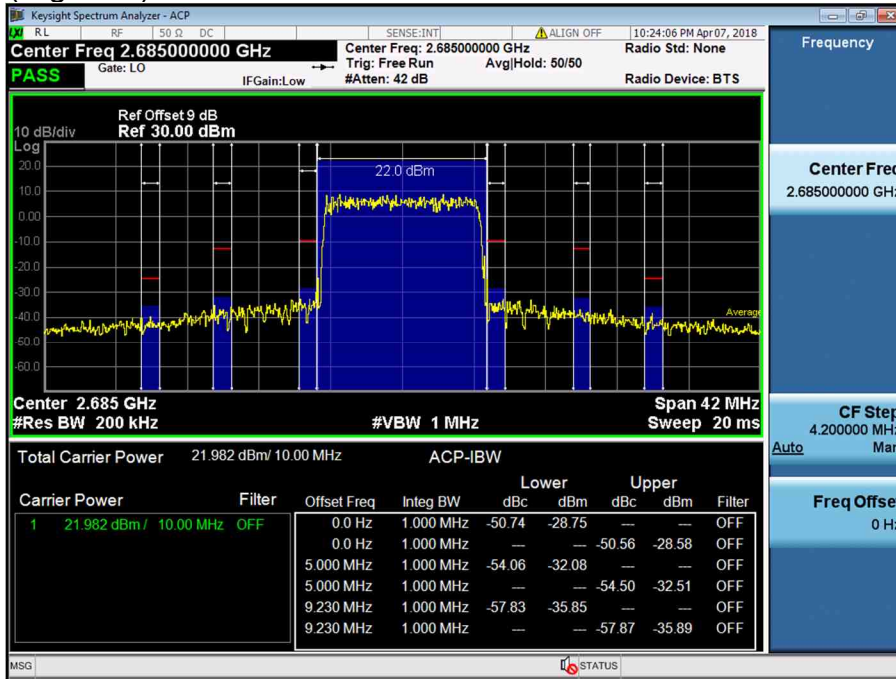 Keysight Spectrum Analyzer - ACP
LXI RL RF 50 Ω DC SENSE:INT ALIGN OFF 10:24:06 PM Apr 07, 2018
Center Freq 2.685000000 GHz
Center Freq: 2.685000000 GHz
Radio Std: None
Gate: LO
Trig: Free Run
Avg|Hold: 50/50
PASS
IFGain:Low
#Atten: 42 dB
Radio Device: BTS
Ref Offset 9 dB
10 dB/div Ref 30.00 dBm
Log
20.0
10.0
0.00
-10.0
-20.0
-30.0
-40.0
-50.0
-60.0
22.0 dBm
Average
Center 2.685 GHz Span 42 MHz
#Res BW 200 kHz #VBW 1 MHz Sweep 20 ms
Total Carrier Power 21.982 dBm/ 10.00 MHz ACP-IBW
Lower Upper
Carrier Power Filter Offset Freq Integ BW dBc dBm dBc dBm Filter
1 21.982 dBm / 10.00 MHz OFF 0.0 Hz 1.000 MHz -50.74 -28.75 --- --- OFF
0.0 Hz 1.000 MHz --- --- -50.56 -28.58 OFF
5.000 MHz 1.000 MHz -54.06 -32.08 --- --- OFF
5.000 MHz 1.000 MHz --- --- -54.50 -32.51 OFF
9.230 MHz 1.000 MHz -57.83 -35.85 --- --- OFF
9.230 MHz 1.000 MHz --- --- -57.87 -35.89 OFF
MSG STATUS
Frequency
Center Freq
2.685000000 GHz
CF Step
4.200000 MHz
Auto Man
Freq Offset
0 Hz